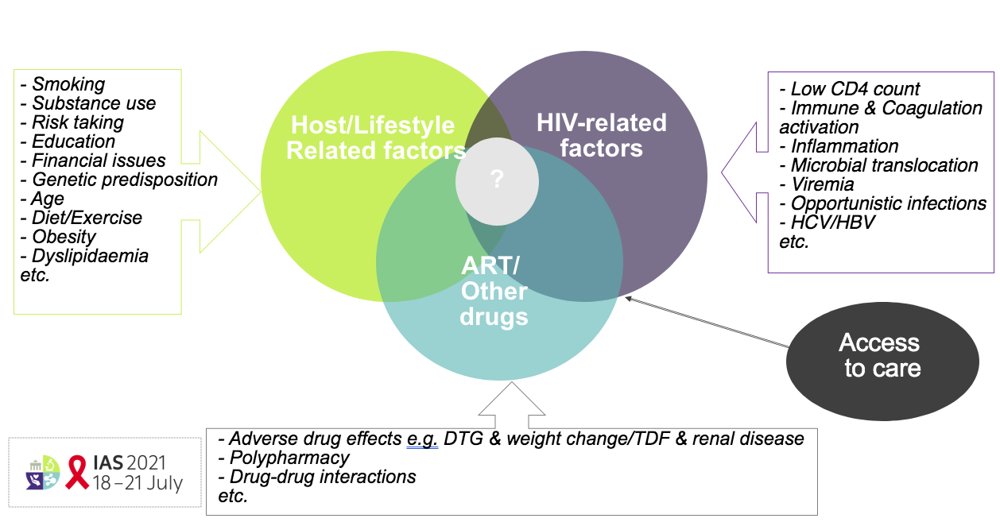 - Smoking
- Substance use
- Risk taking
- Education
- Financial issues
- Genetic predisposition
- Age
- Diet/Exercise
- Obesity
- Dyslipidaemia
etc.
Host/Lifestyle
Related factors
HIV-related
factors
?
ART/
Other
drugs
- Low CD4 count
- Immune & Coagulation
activation
- Inflammation
- Microbial translocation
- Viremia
- Opportunistic infections
- HCV/HBV
etc.
Access
to care
- Adverse drug effects e.g. DTG & weight change/TDF & renal disease
- Polypharmacy
- Drug-drug interactions
etc.
IAS 2021
18–21 July